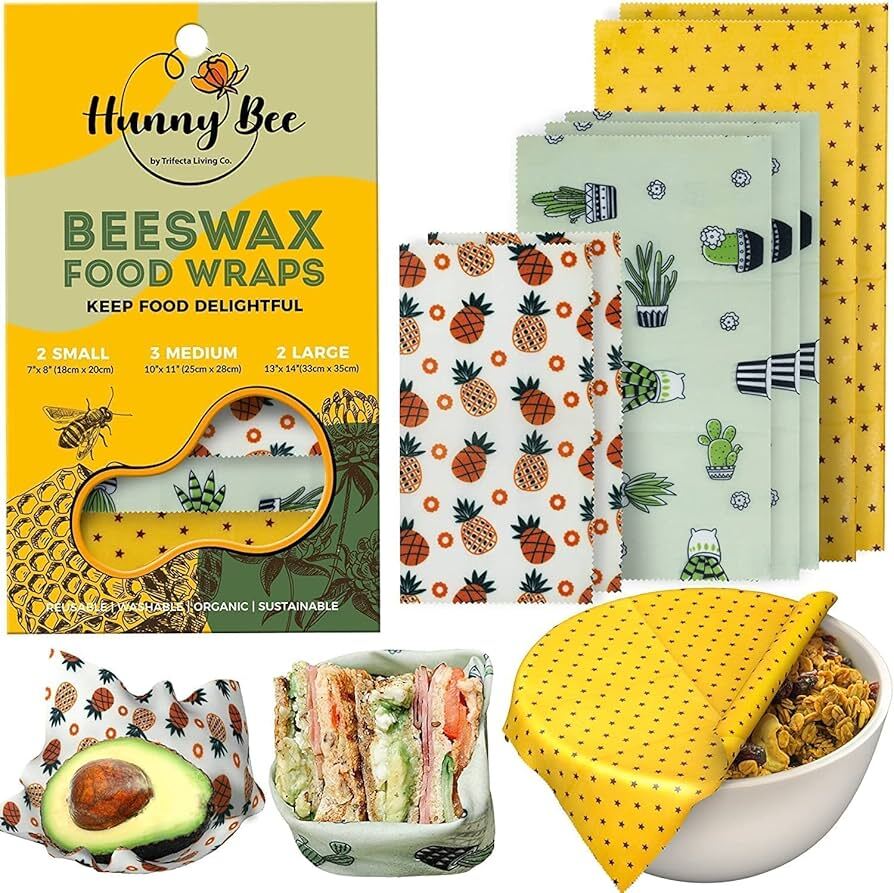 Hunny Bee
by Trifecta Living Co.
BEESWAX
FOOD WRAPS
KEEP FOOD DELIGHTFUL
2 SMALL 3 MEDIUM 2 LARGE
7"x 8" (18cm x 20cm) 10"x 11" (25cm x 28cm) 13"x 14"(33cm x 35cm)
REUSABLE | WASHABLE | ORGANIC | SUSTAINABLE